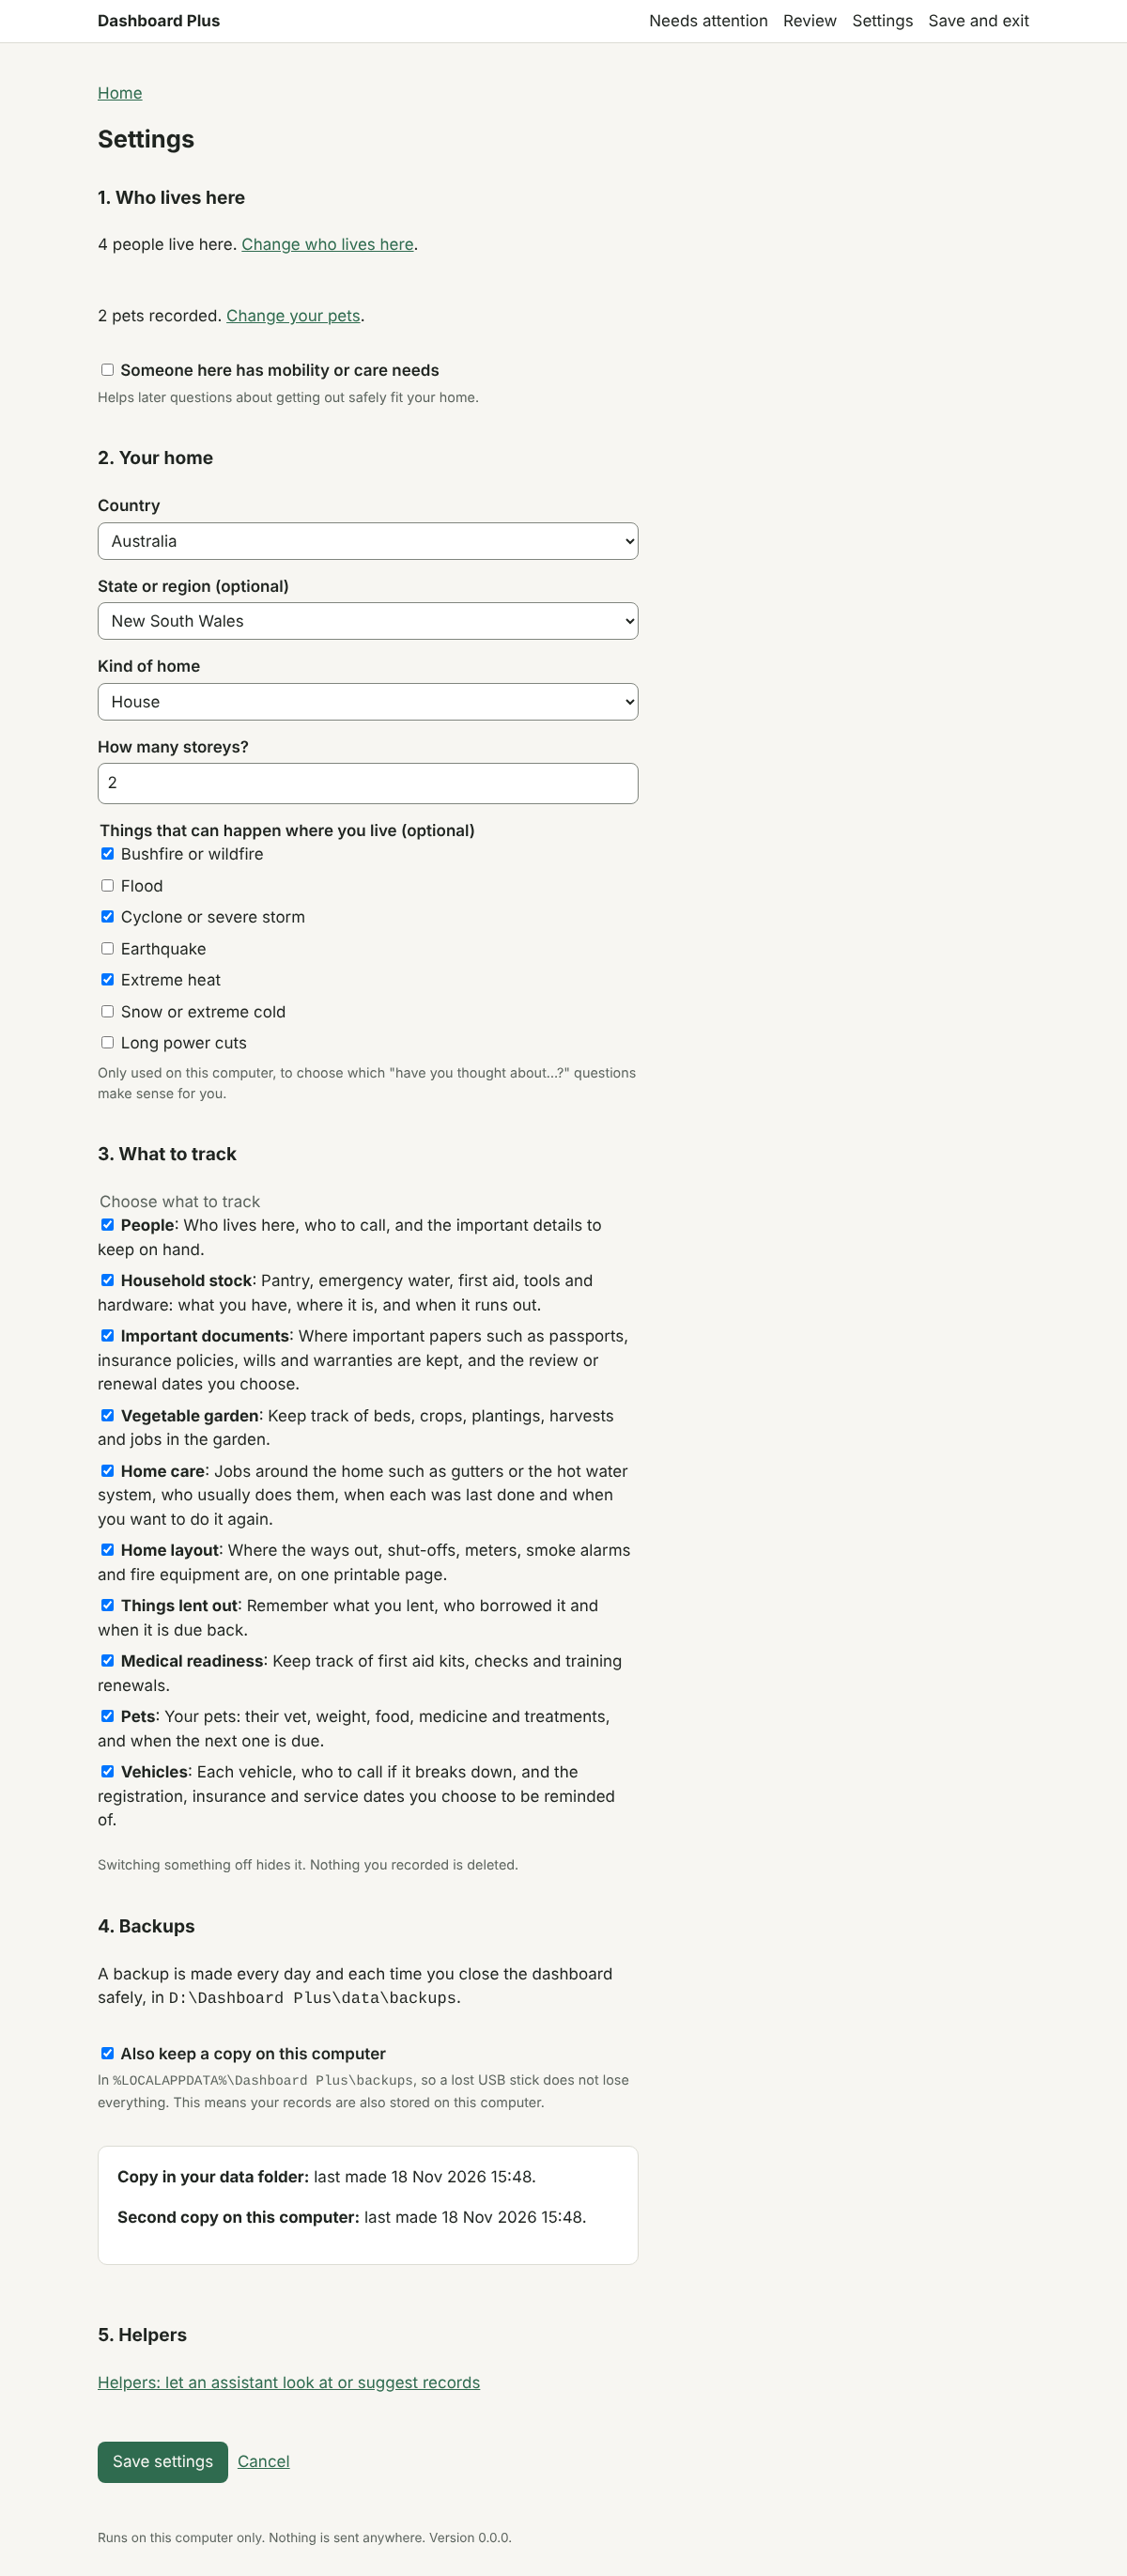 Dashboard Plus
Needs attention Review Settings Save and exit
Home
Settings
1. Who lives here
4 people live here. Change who lives here.
2 pets recorded. Change your pets.
Someone here has mobility or care needs
Helps later questions about getting out safely fit your home.
2. Your home
Country
Australia
State or region (optional)
New South Wales
Kind of home
House
How many storeys?
2
Things that can happen where you live (optional)
Bushfire or wildfire
Flood
Cyclone or severe storm
Earthquake
Extreme heat
Snow or extreme cold
Long power cuts
Only used on this computer, to choose which "have you thought about...?" questions
make sense for you.
3. What to track
Choose what to track
People: Who lives here, who to call, and the important details to
keep on hand.
Household stock: Pantry, emergency water, first aid, tools and
hardware: what you have, where it is, and when it runs out.
Important documents: Where important papers such as passports,
insurance policies, wills and warranties are kept, and the review or
renewal dates you choose.
Vegetable garden: Keep track of beds, crops, plantings, harvests
and jobs in the garden.
Home care: Jobs around the home such as gutters or the hot water
system, who usually does them, when each was last done and when
you want to do it again.
Home layout: Where the ways out, shut-offs, meters, smoke alarms
and fire equipment are, on one printable page.
Things lent out: Remember what you lent, who borrowed it and
when it is due back.
Medical readiness: Keep track of first aid kits, checks and training
renewals.
Pets: Your pets: their vet, weight, food, medicine and treatments,
and when the next one is due.
Vehicles: Each vehicle, who to call if it breaks down, and the
registration, insurance and service dates you choose to be reminded
of.
Switching something off hides it. Nothing you recorded is deleted.
4. Backups
A backup is made every day and each time you close the dashboard
safely, in D:\Dashboard Plus\data\backups.
Also keep a copy on this computer
In %LOCALAPPDATA%\Dashboard Plus\backups, so a lost USB stick does not lose
everything. This means your records are also stored on this computer.
Copy in your data folder: last made 18 Nov 2026 15:48.
Second copy on this computer: last made 18 Nov 2026 15:48.
5. Helpers
Helpers: let an assistant look at or suggest records
Save settings Cancel
Runs on this computer only. Nothing is sent anywhere. Version 0.0.0.